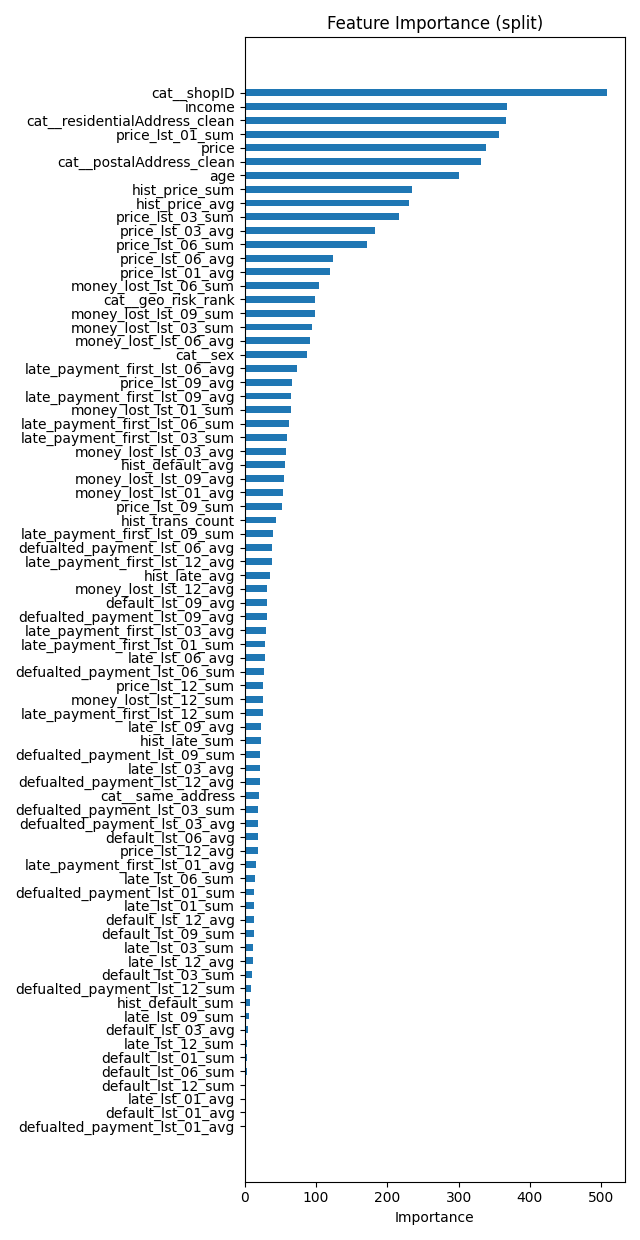 Feature Importance (split)
cat__shopID
income
cat__residentialAddress_clean
price_lst_01_sum
price
cat__postalAddress_clean
age
hist_price_sum
hist_price_avg
price_lst_03_sum
price_lst_03_avg
price_lst_06_sum
price_lst_06_avg
price_lst_01_avg
money_lost_lst_06_sum
cat__geo_risk_rank
money_lost_lst_09_sum
money_lost_lst_03_sum
money_lost_lst_06_avg
cat__sex
late_payment_first_lst_06_avg
price_lst_09_avg
late_payment_first_lst_09_avg
money_lost_lst_01_sum
late_payment_first_lst_06_sum
late_payment_first_lst_03_sum
money_lost_lst_03_avg
hist_default_avg
money_lost_lst_09_avg
money_lost_lst_01_avg
price_lst_09_sum
hist_trans_count
late_payment_first_lst_09_sum
defualted_payment_lst_06_avg
late_payment_first_lst_12_avg
hist_late_avg
money_lost_lst_12_avg
default_lst_09_avg
defualted_payment_lst_09_avg
late_payment_first_lst_03_avg
late_payment_first_lst_01_sum
late_lst_06_avg
defualted_payment_lst_06_sum
price_lst_12_sum
money_lost_lst_12_sum
late_payment_first_lst_12_sum
late_lst_09_avg
hist_late_sum
defualted_payment_lst_09_sum
late_lst_03_avg
defualted_payment_lst_12_avg
cat__same_address
defualted_payment_lst_03_sum
defualted_payment_lst_03_avg
default_lst_06_avg
price_lst_12_avg
late_payment_first_lst_01_avg
late_lst_06_sum
defualted_payment_lst_01_sum
late_lst_01_sum
default_lst_12_avg
default_lst_09_sum
late_lst_03_sum
late_lst_12_avg
default_lst_03_sum
defualted_payment_lst_12_sum
hist_default_sum
late_lst_09_sum
default_lst_03_avg
late_lst_12_sum
default_lst_01_sum
default_lst_06_sum
default_lst_12_sum
late_lst_01_avg
default_lst_01_avg
defualted_payment_lst_01_avg
0 100 200 300 400 500
Importance